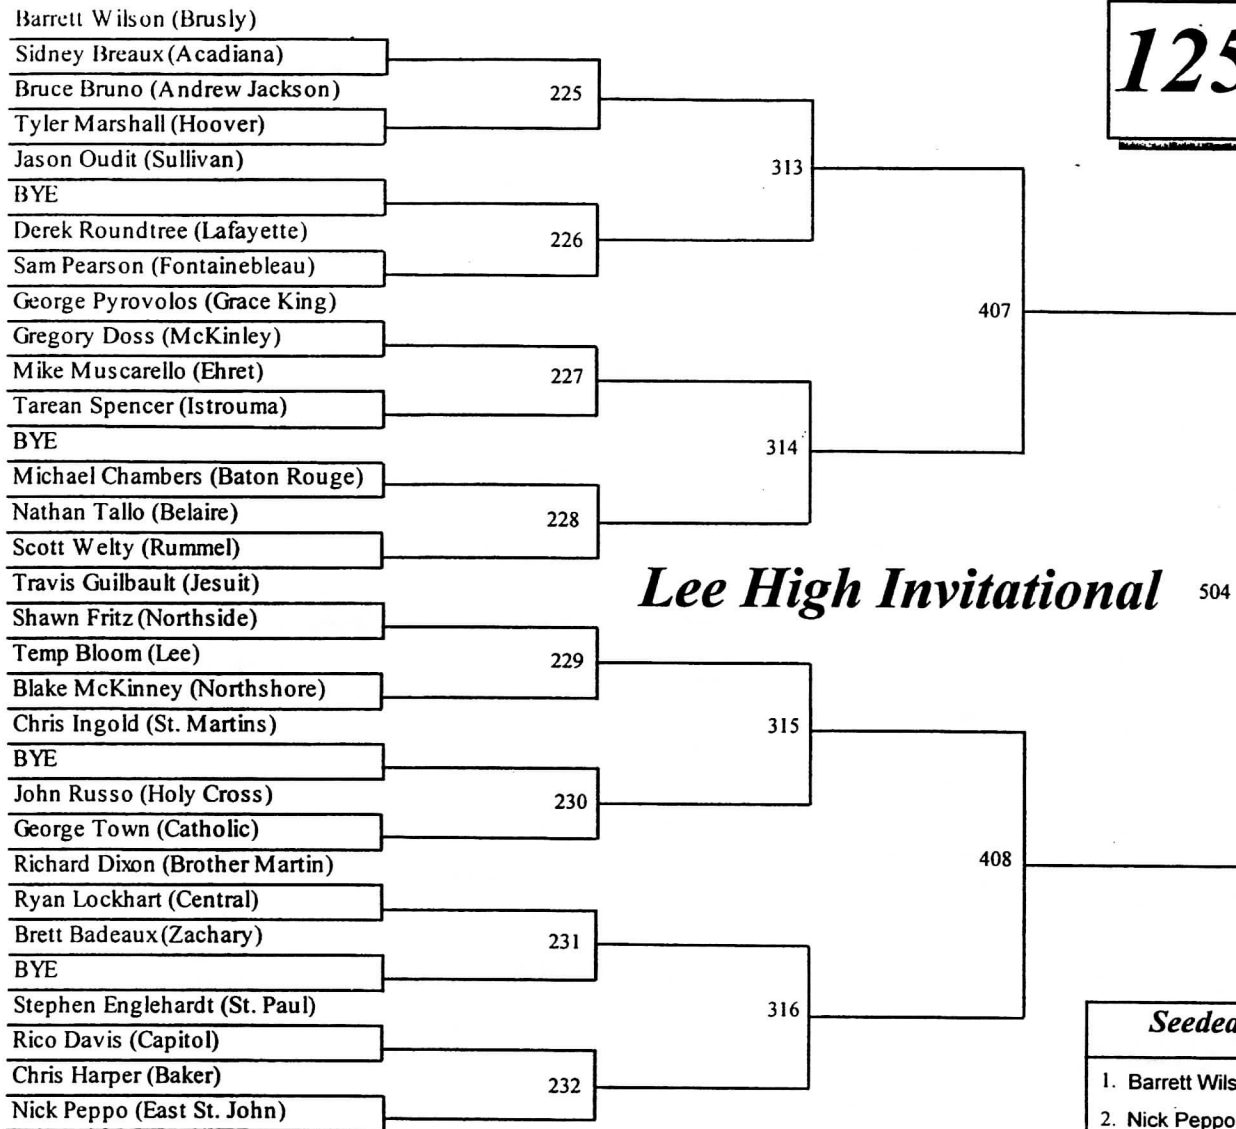 Barrett Wilson (Brusly)
Sidney Breaux (Acadiana)
Bruce Bruno (Andrew Jackson)
Tyler Marshall (Hoover)
Jason Oudit (Sullivan)
BYE
Derek Roundtree (Lafayette)
Sam Pearson (Fontainebleau)
George Pyrovolos (Grace King)
Gregory Doss (McKinley)
Mike Muscarello (Ehret)
Tarean Spencer (Istrouma)
BYE
Michael Chambers (Baton Rouge)
Nathan Tallo (Belaire)
Scott Welty (Rummel)
Travis Guilbault (Jesuit)
Shawn Fritz (Northside)
Temp Bloom (Lee)
Blake McKinney (Northshore)
Chris Ingold (St. Martins)
BYE
John Russo (Holy Cross)
George Town (Catholic)
Richard Dixon (Brother Martin)
Ryan Lockhart (Central)
Brett Badeaux (Zachary)
BYE
Stephen Englehardt (St. Paul)
Rico Davis (Capitol)
Chris Harper (Baker)
Nick Peppo (East St. John)
225
226
227
228
229
230
231
232
313
314
315
316
407
408
125
Lee High Invitational
504
Seeded
1. Barrett Wils
2. Nick Peppo